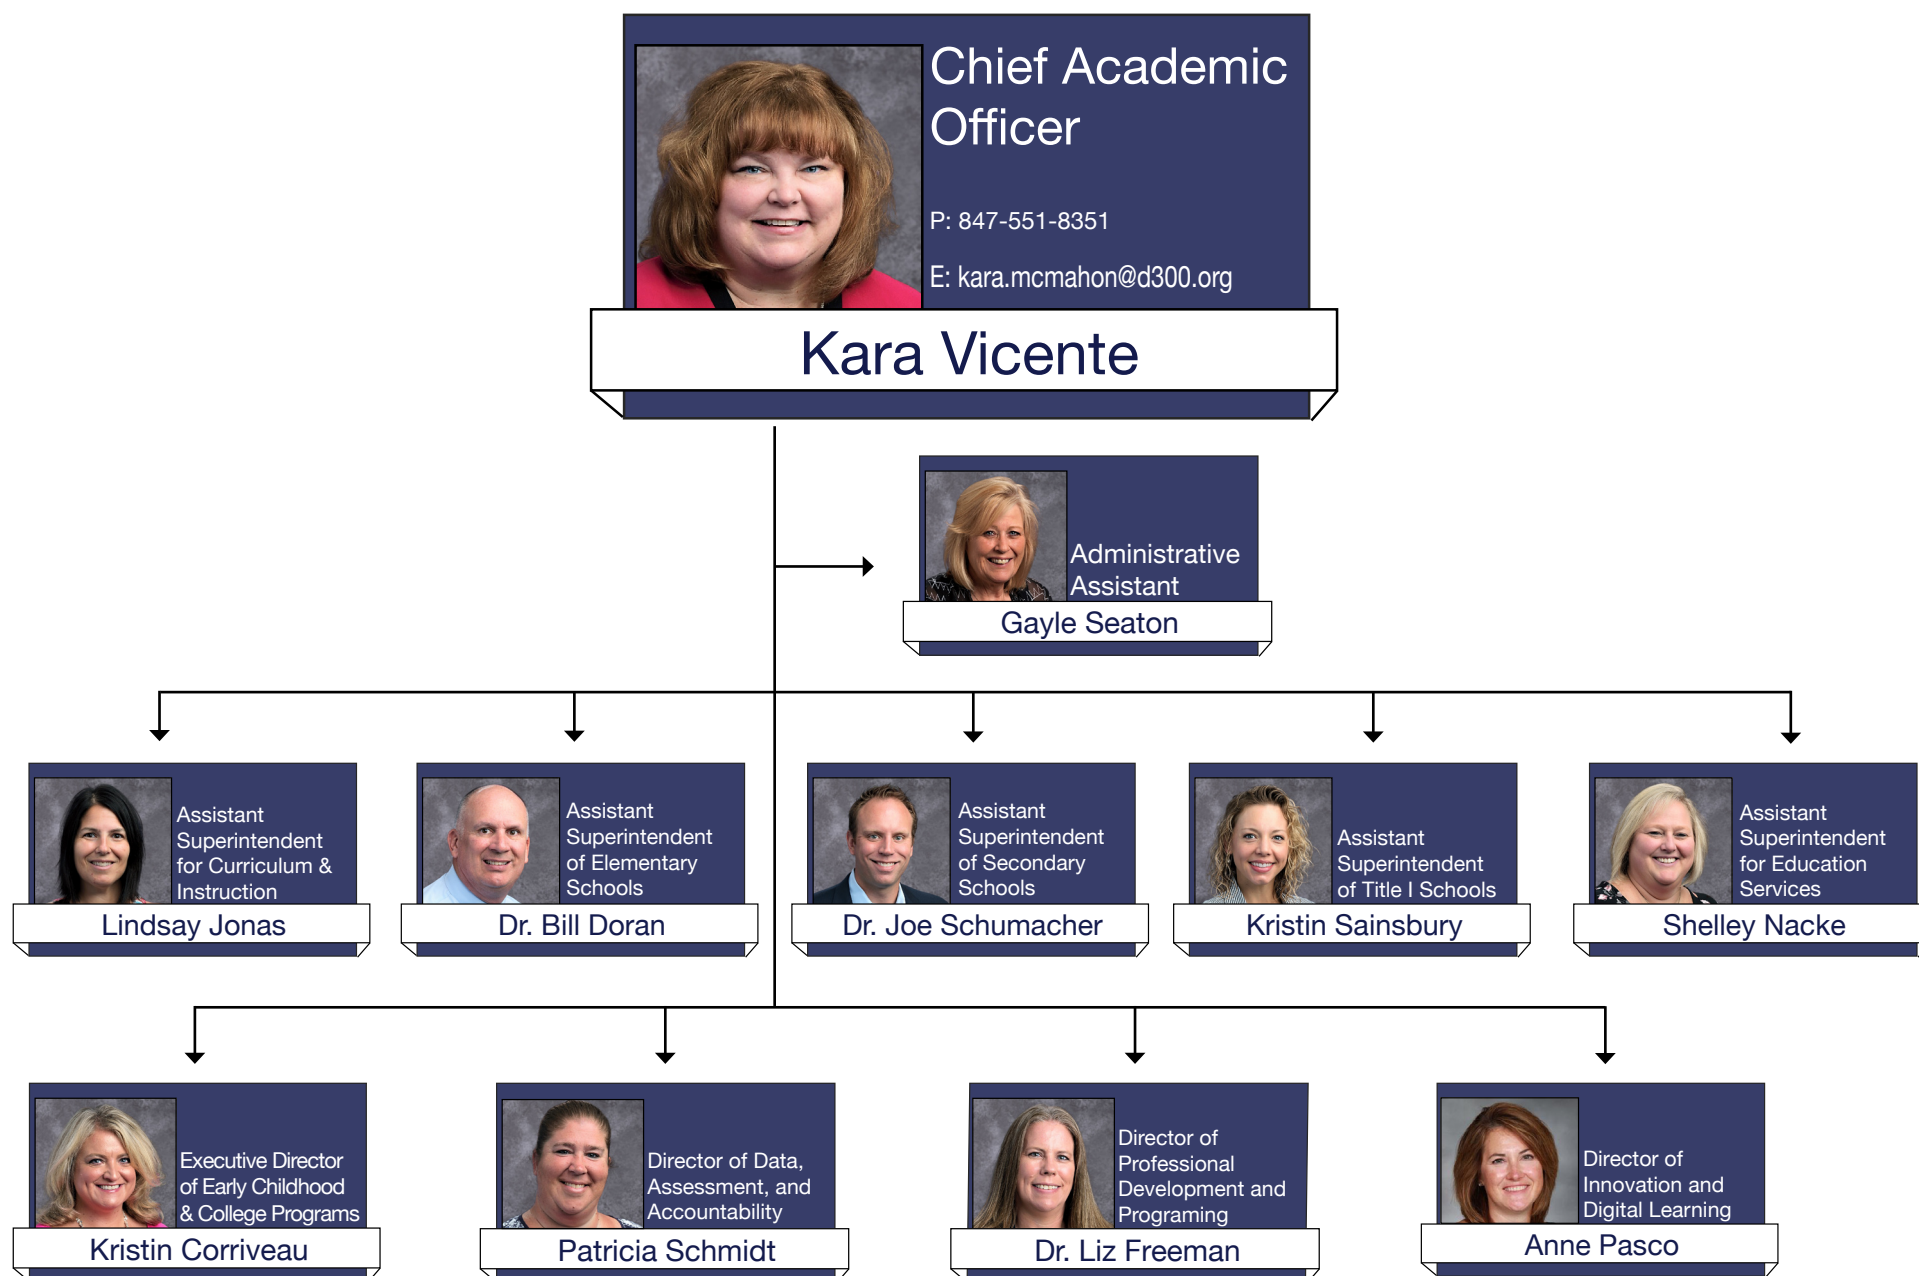 Chief Academic
Officer
P: 847-551-8351
E: kara.mcmahon@d300.org
Kara Vicente
Administrative
Assistant
Gayle Seaton
Assistant
Superintendent
for Curriculum &
Instruction
Lindsay Jonas
Assistant
Superintendent
of Elementary
Schools
Dr. Bill Doran
Assistant
Superintendent
of Secondary
Schools
Dr. Joe Schumacher
Assistant
Superintendent
of Title I Schools
Kristin Sainsbury
Assistant
Superintendent
for Education
Services
Shelley Nacke
Executive Director
of Early Childhood
& College Programs
Kristin Corriveau
Director of Data,
Assessment, and
Accountability
Patricia Schmidt
Director of
Professional
Development and
Programing
Dr. Liz Freeman
Director of
Innovation and
Digital Learning
Anne Pasco